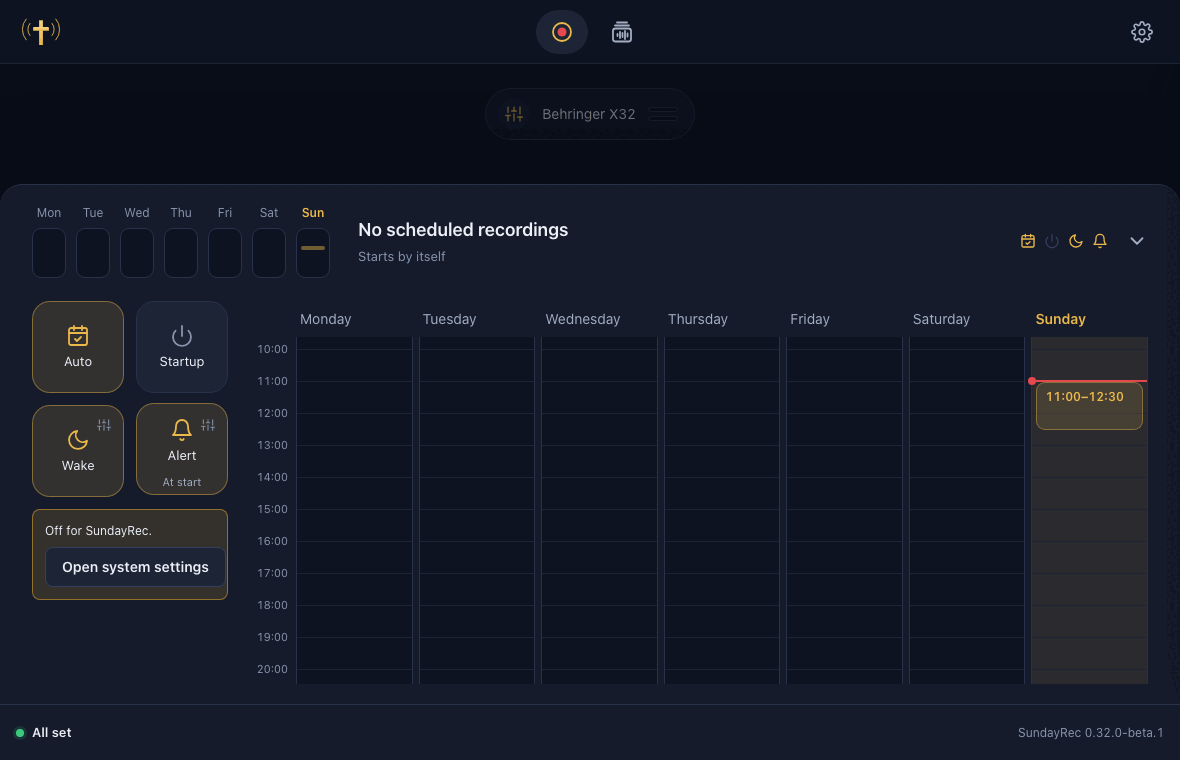 Behringer X32
Mon Tue Wed Thu Fri Sat Sun
No scheduled recordings
Starts by itself
Auto
Startup
Wake
Alert
At start
Off for SundayRec.
Open system settings
Monday Tuesday Wednesday Thursday Friday Saturday Sunday
10:00
11:00
11:00–12:30
12:00
13:00
14:00
15:00
16:00
17:00
18:00
19:00
20:00
All set
SundayRec 0.32.0-beta.1